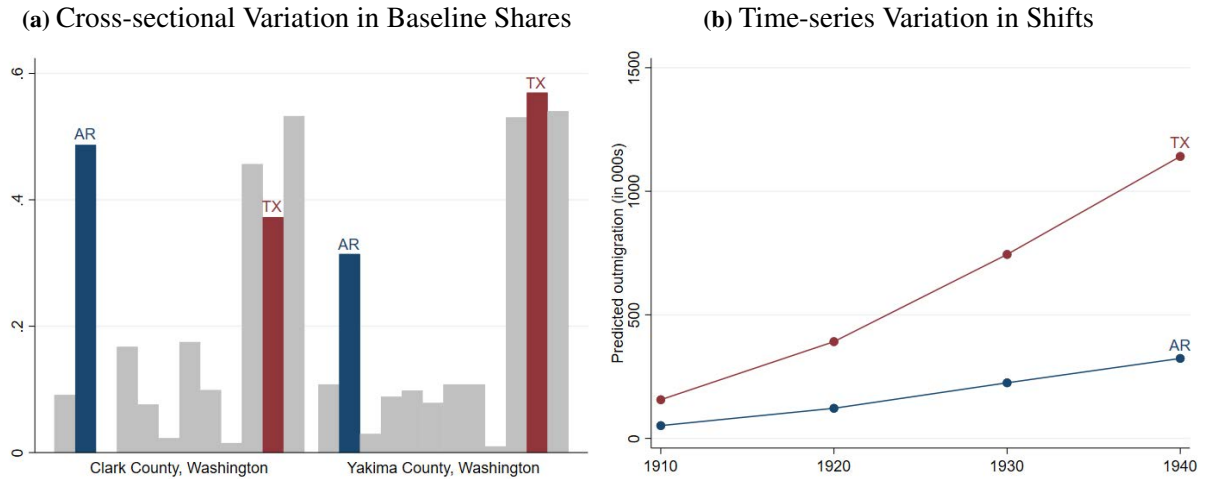 (a) Cross-sectional Variation in Baseline Shares
.6
.4
.2
0
AR
TX
AR
TX
Clark County, Washington
Yakima County, Washington
(b) Time-series Variation in Shifts
Predicted outmigration (in 000s)
1500
1000
500
0
TX
AR
1910
1920
1930
1940